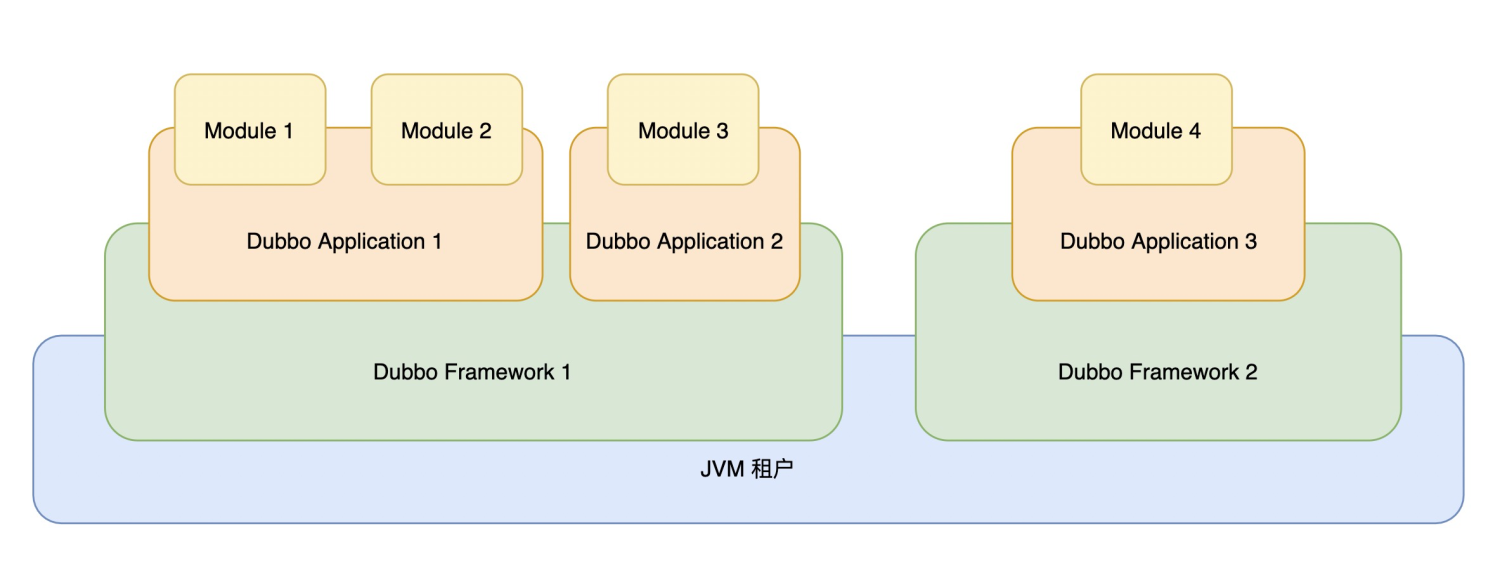 Module 1
Module 2
Module 3
Module 4
Dubbo Application 1
Dubbo Application 2
Dubbo Application 3
Dubbo Framework 1
Dubbo Framework 2
JVM 租户